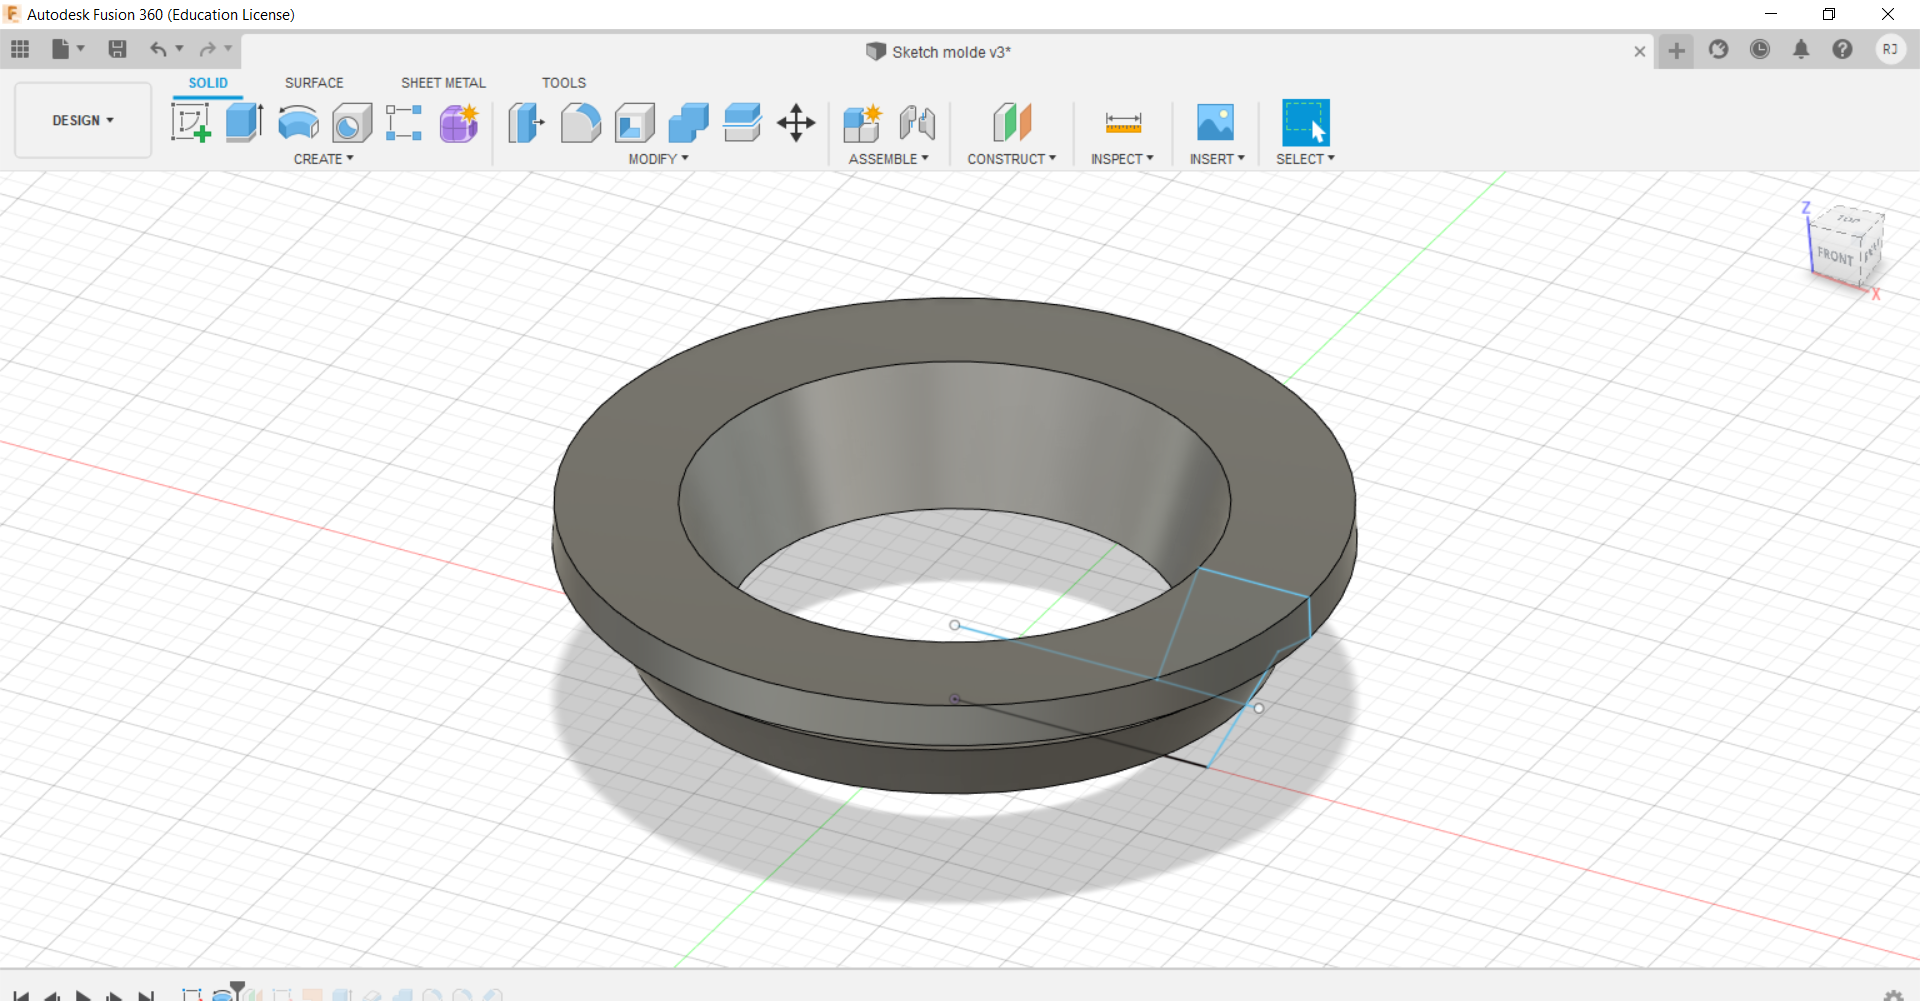 Autodesk Fusion 360 (Education License)
Sketch molde v3*
RJ
SOLID SURFACE SHEET METAL TOOLS
DESIGN
CREATE MODIFY ASSEMBLE CONSTRUCT INSPECT INSERT SELECT
Z
TOP
FRONT
X